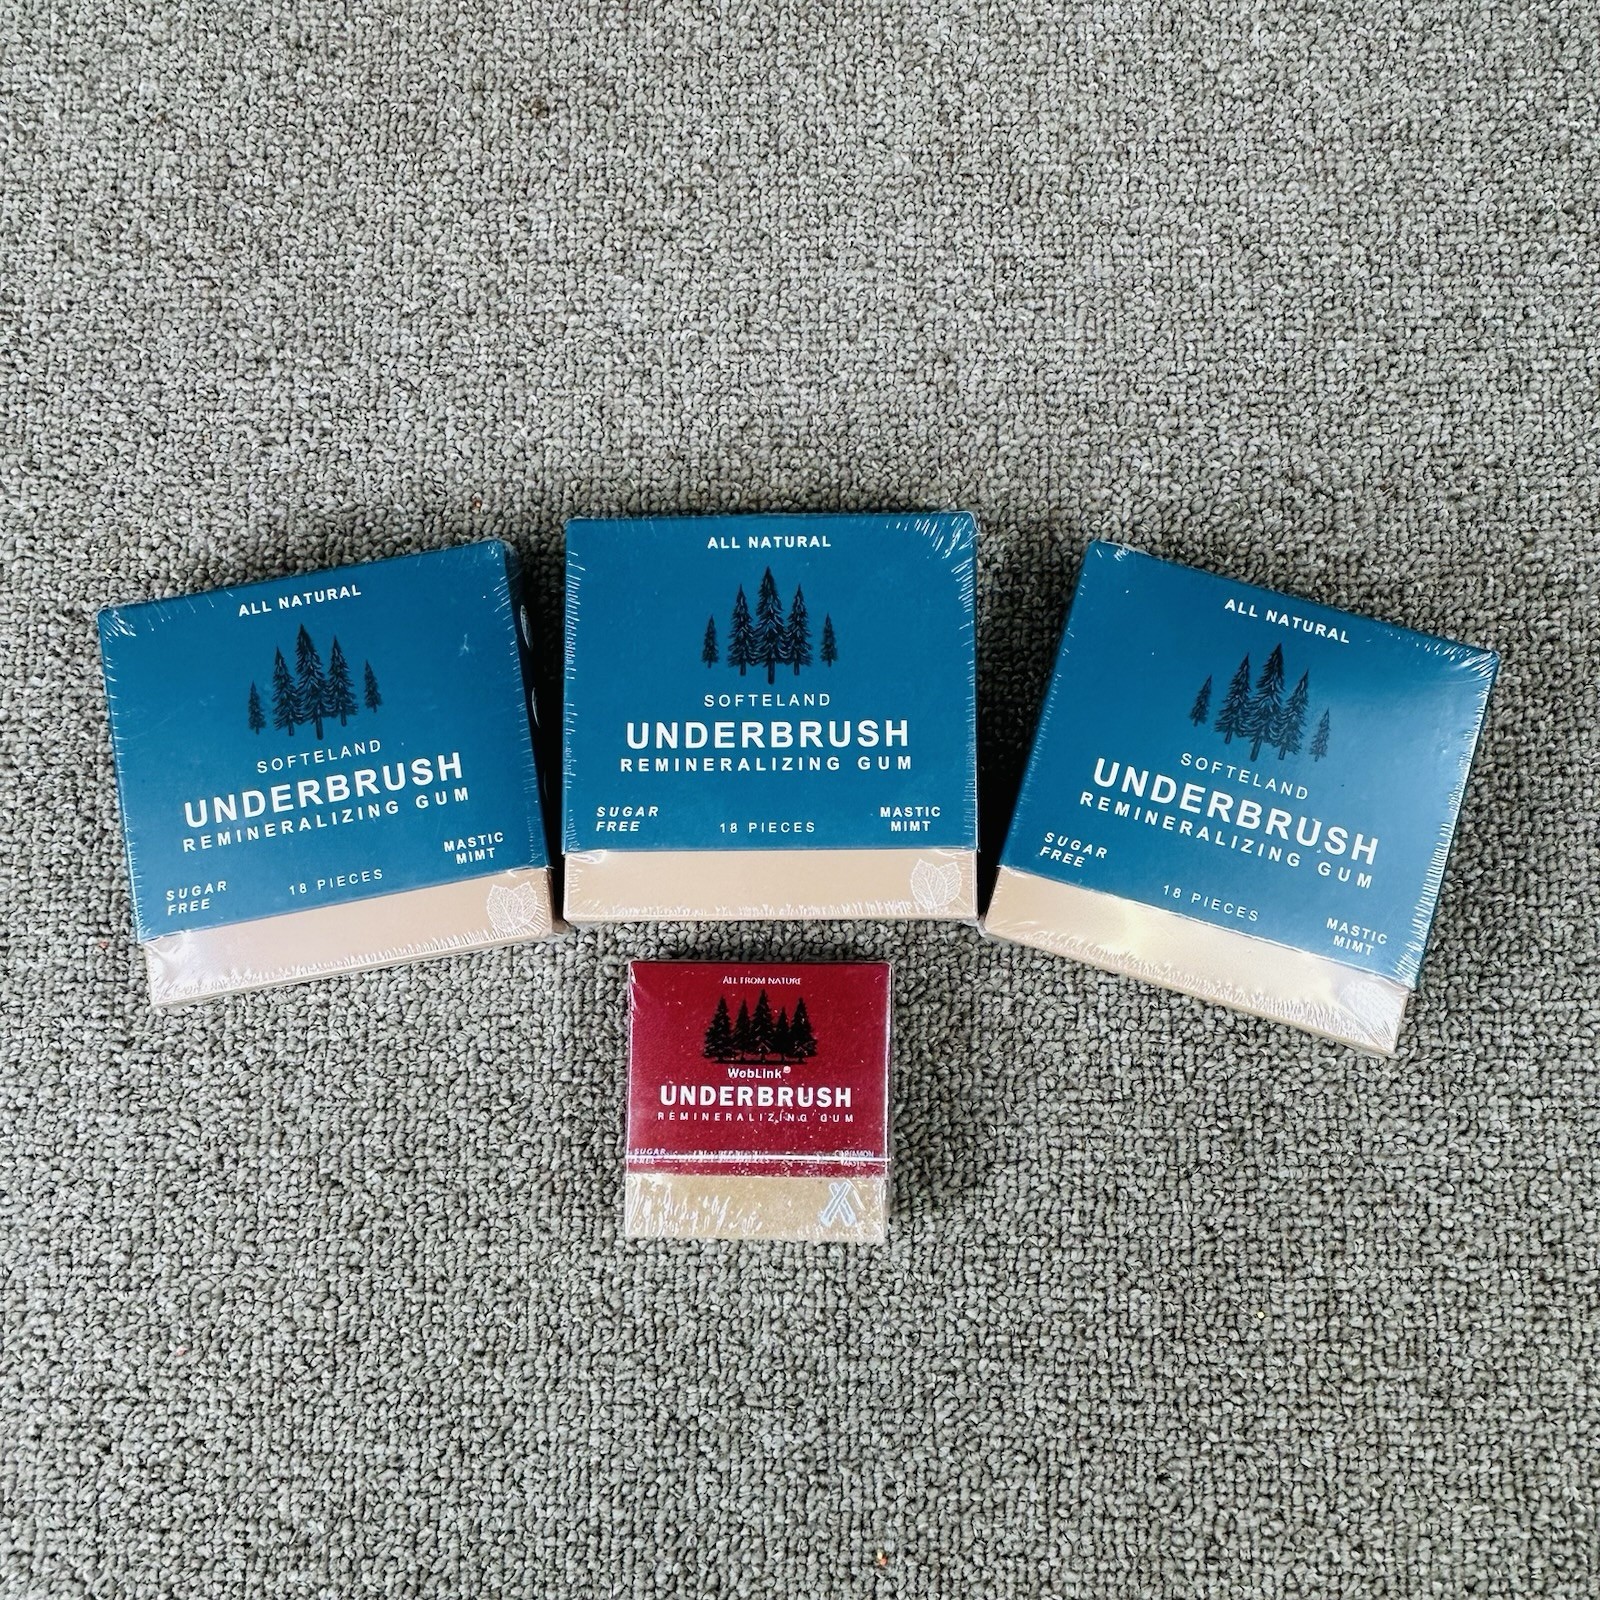 ALL NATURAL
SOFTELAND
UNDERBRUSH
REMINERALIZING GUM
MASTIC
MIMT
SUGAR
FREE
18 PIECES
ALL NATURAL
SOFTELAND
UNDERBRUSH
REMINERALIZING GUM
SUGAR
FREE
18 PIECES
MASTIC
MIMT
ALL NATURAL
SOFTELAND
UNDERBRUSH
REMINERALIZING GUM
SUGAR
FREE
18 PIECES
MASTIC
MIMT
ALL FROM NATURE
WobLink®
UNDERBRUSH
REMINERALIZING GUM
SUGAR
FREE